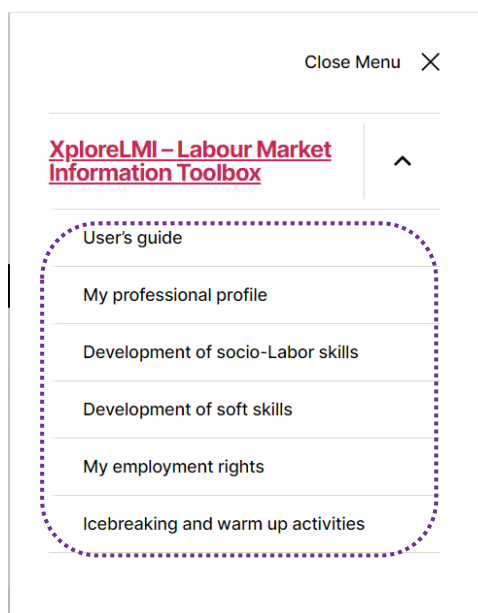 Close Menu
XploreLMI – Labour Market
Information Toolbox
User’s guide
My professional profile
Development of socio-Labor skills
Development of soft skills
My employment rights
Icebreaking and warm up activities